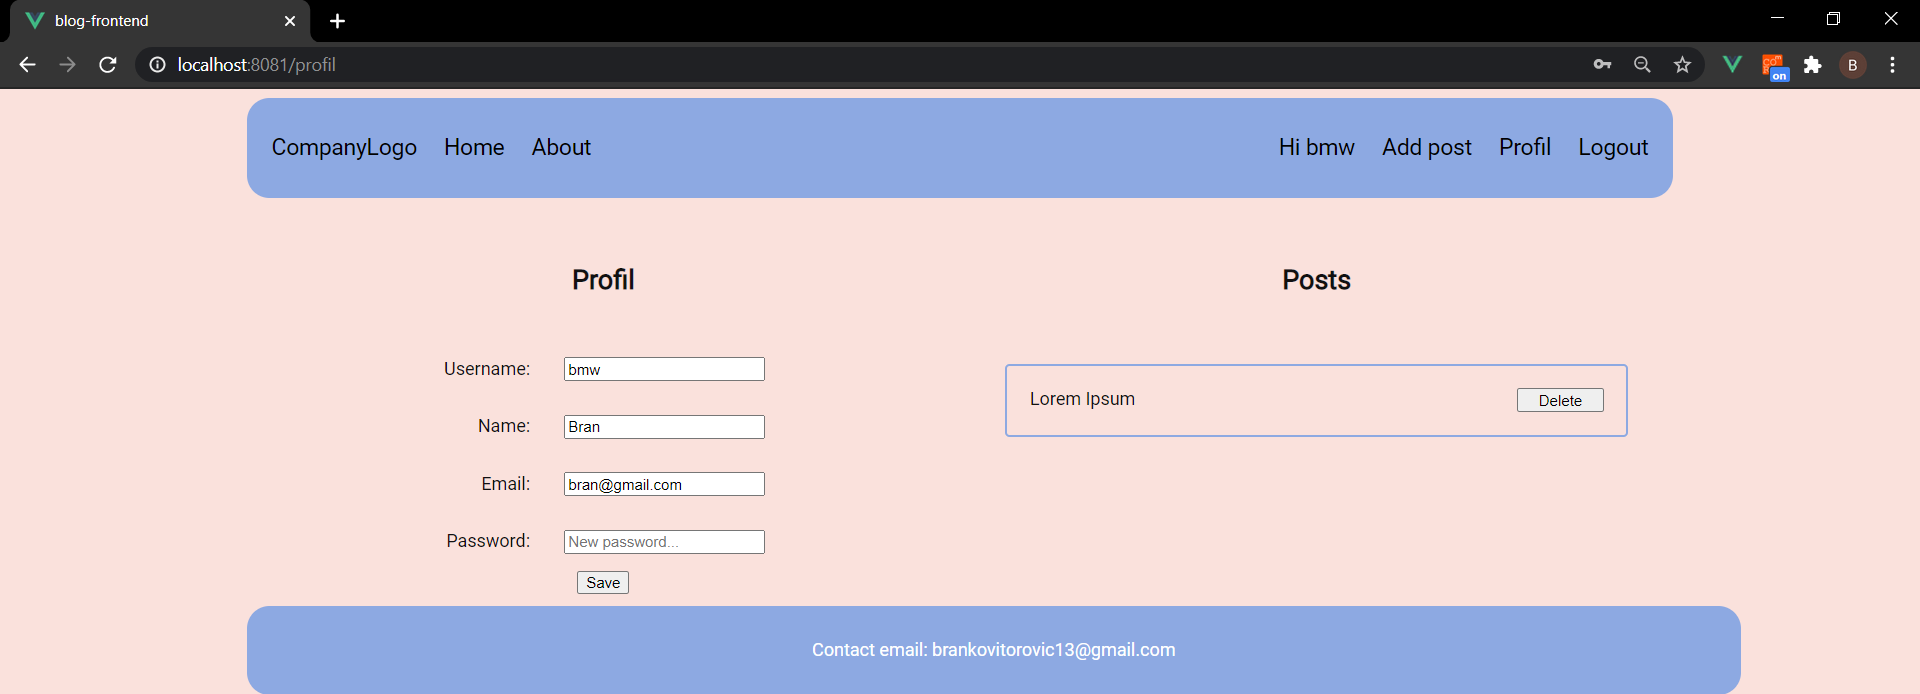 blog-frontend
localhost:8081/profil
on
B
CompanyLogo Home About Hi bmw Add post Profil Logout
Profil
Username: bmw
Name: Bran
Email: bran@gmail.com
Password: New password...
Save
Posts
Lorem Ipsum Delete
Contact email: brankovitorovic13@gmail.com